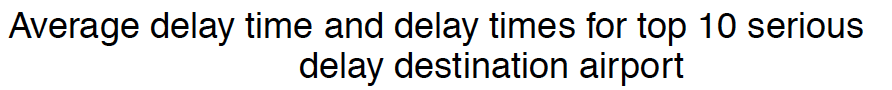 Average delay time and delay times for top 10 serious
delay destination airport